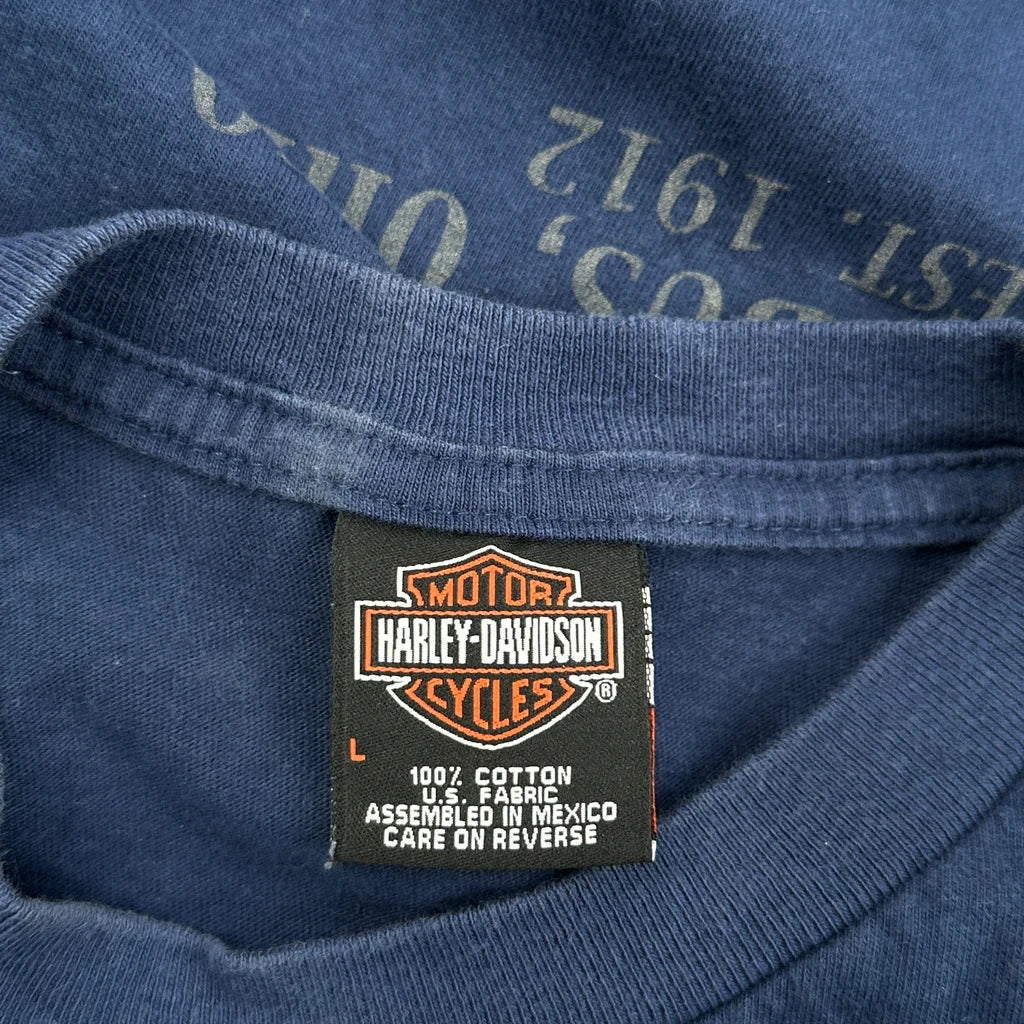 EST. 1912
MOTOR
HARLEY-DAVIDSON
CYCLES
®
L
100% COTTON
U.S. FABRIC
ASSEMBLED IN MEXICO
CARE ON REVERSE